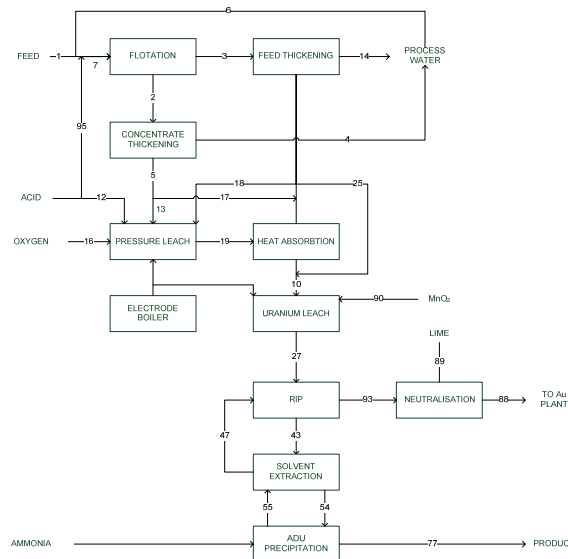 6
FEED
1
7
FLOTATION
3
FEED THICKENING
14
PROCESS
WATER
2
95
CONCENTRATE
THICKENING
4
5
18
25
ACID
12
17
13
OXYGEN
16
PRESSURE LEACH
19
HEAT ABSORBTION
10
ELECTRODE
BOILER
URANIUM LEACH
90
MnO₂
27
LIME
89
RIP
93
NEUTRALISATION
88
TO Au
PLANT
47
43
SOLVENT
EXTRACTION
55
54
AMMONIA
ADU
PRECIPITATION
77
PRODUC